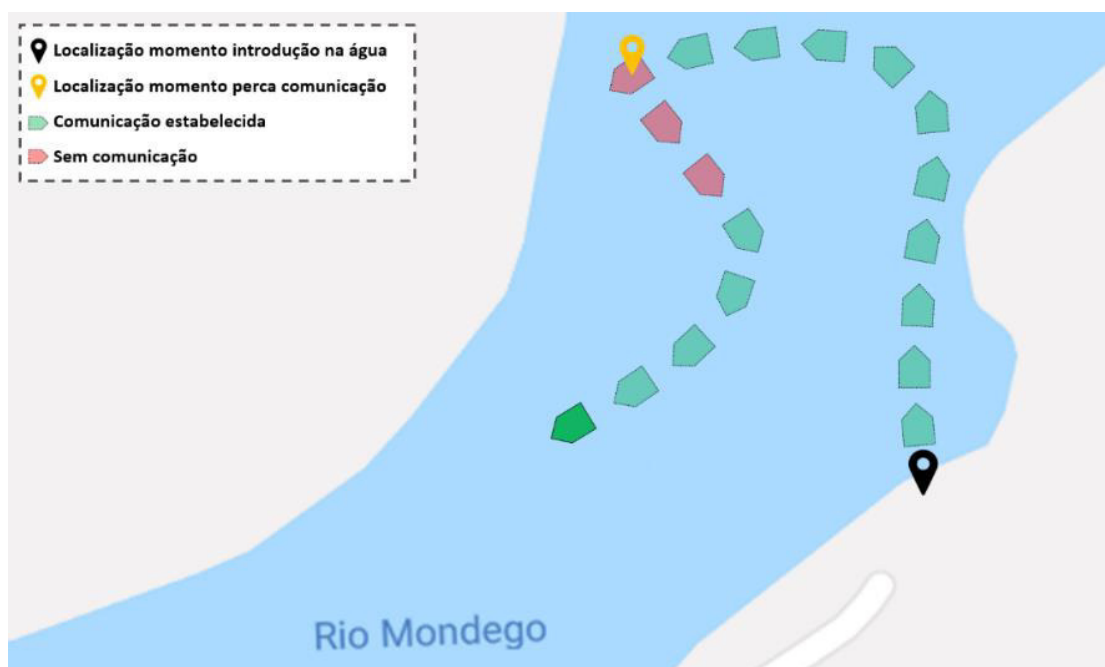 Localização momento introdução na água
Localização momento perca comunicação
Comunicação estabelecida
Sem comunicação
Rio Mondego